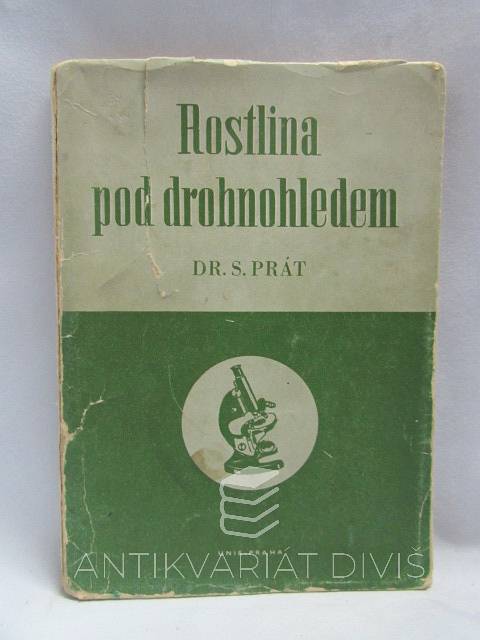 Rostlina
pod drobnohledem
DR. S. PRÁT
UNIE PRAHA
ANTIKVARIÁT DIVIŠ